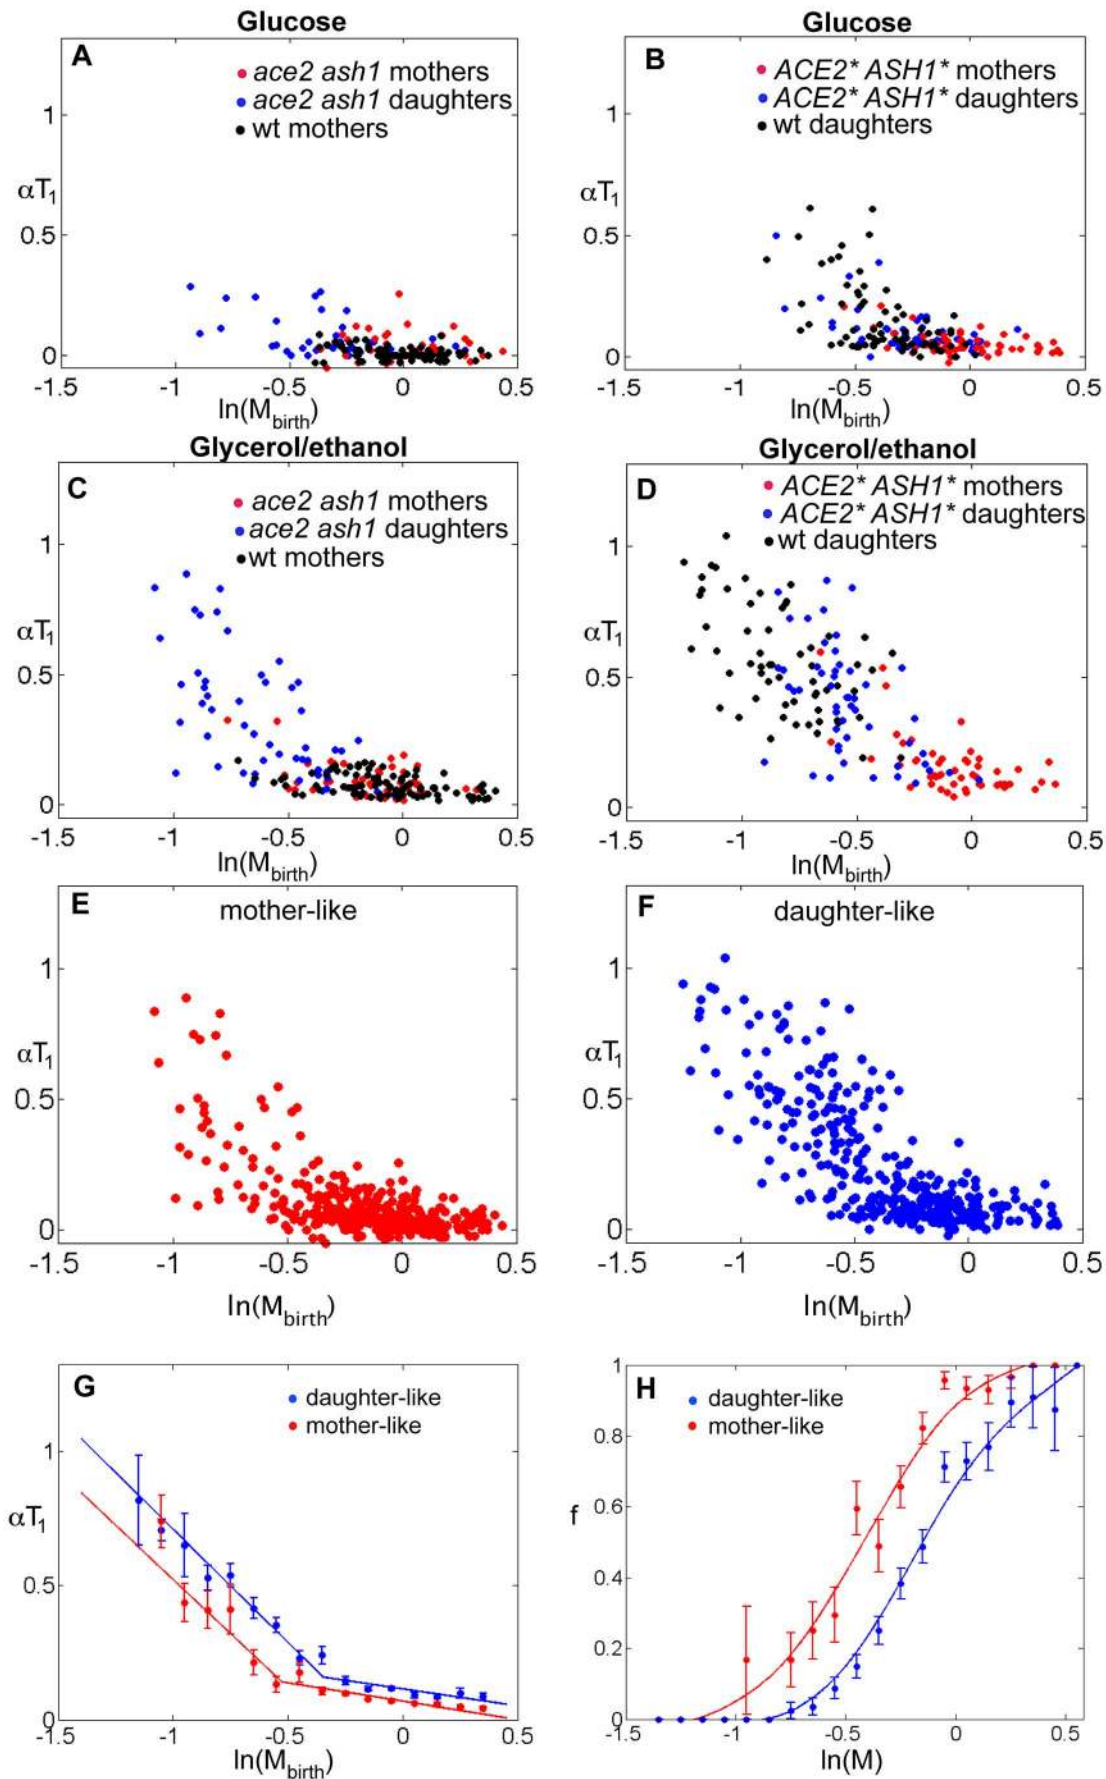 Glucose
A
ace2 ash1 mothers
ace2 ash1 daughters
wt mothers
1
αT1
0.5
0
-1.5 -1 -0.5 0 0.5
ln(Mbirth)
Glucose
B
ACE2* ASH1* mothers
ACE2* ASH1* daughters
wt daughters
1
αT1
0.5
0
-1.5 -1 -0.5 0 0.5
ln(Mbirth)
Glycerol/ethanol
C
ace2 ash1 mothers
ace2 ash1 daughters
wt mothers
1
αT1
0.5
0
-1.5 -1 -0.5 0 0.5
ln(Mbirth)
Glycerol/ethanol
D
ACE2* ASH1* mothers
ACE2* ASH1* daughters
wt daughters
1
αT1
0.5
0
-1.5 -1 -0.5 0 0.5
ln(Mbirth)
E
mother-like
1
αT1
0.5
0
-1.5 -1 -0.5 0 0.5
ln(Mbirth)
F
daughter-like
1
αT1
0.5
0
-1.5 -1 -0.5 0 0.5
ln(Mbirth)
G
daughter-like
mother-like
1
αT1
0.5
0
-1.5 -1 -0.5 0 0.5
ln(Mbirth)
H
daughter-like
mother-like
1
0.8
0.6
f
0.4
0.2
0
-1.5 -1 -0.5 0 0.5
ln(M)